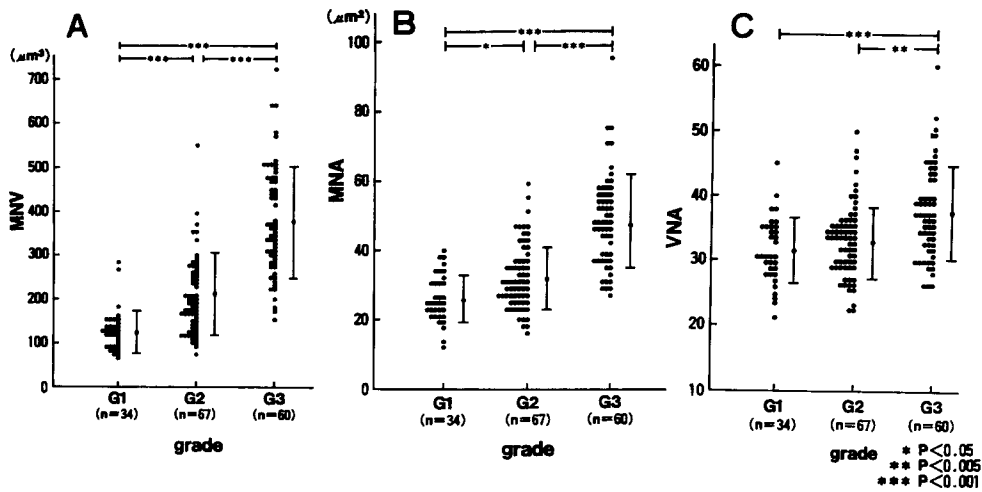 A
(μm³)
***
***
***
700
600
500
400
300
200
100
0
MNV
G1
G2
G3
(n=34)
(n=67)
(n=60)
grade
B
(μm²)
***
*
***
100
80
60
40
20
0
MNA
G1
G2
G3
(n=34)
(n=67)
(n=60)
grade
C
***
**
60
50
40
30
20
10
VNA
G1
G2
G3
(n=34)
(n=67)
(n=60)
grade
* P<0.05
** P<0.005
*** P<0.001